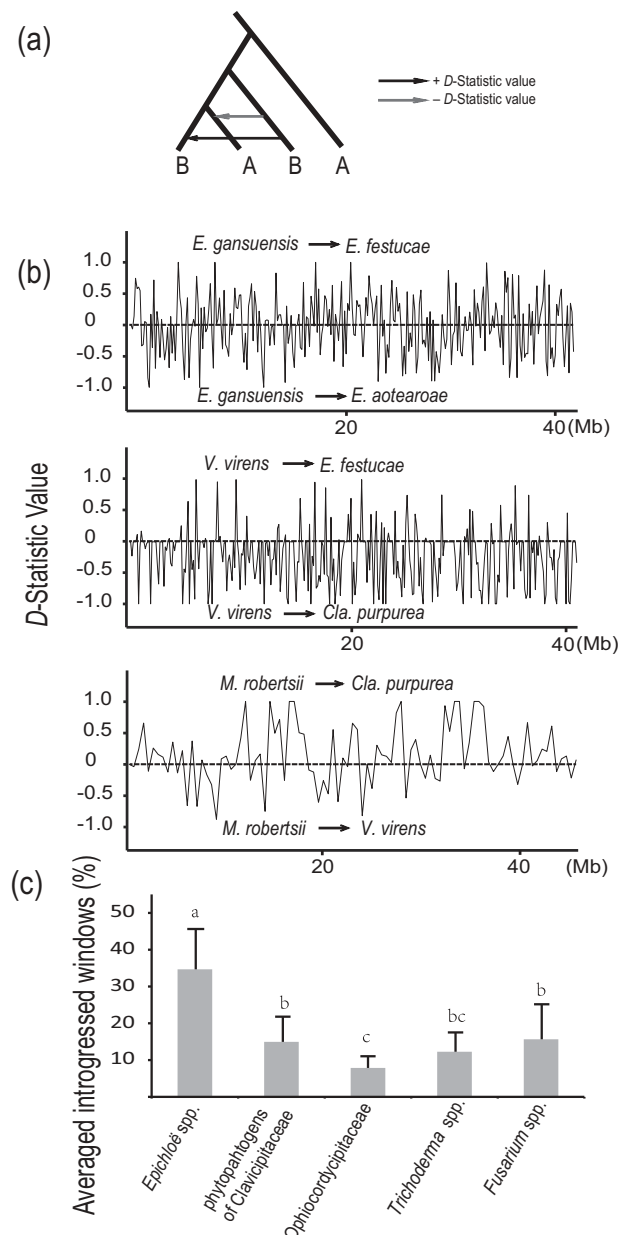 (a)
+ D-Statistic value
− D-Statistic value
B A B A
(b)
D-Statistic Value
E. gansuensis E. festucae
1.0
0.5
0
-0.5
-1.0
E. gansuensis E. aotearoae
20 40 (Mb)
V. virens E. festucae
1.0
0.5
0
-0.5
-1.0
V. virens Cla. purpurea
20 40 (Mb)
M. robertsii Cla. purpurea
1.0
0.5
0
-0.5
-1.0
M. robertsii V. virens
20 40 (Mb)
(c)
Averaged introgressed windows (%)
50
40
30
20
10
a
b
c
bc
b
Epichloë spp.
phytopahtogens
of Clavicipitaceae
Ophiocordycipitaceae
Trichoderma spp.
Fusarium spp.